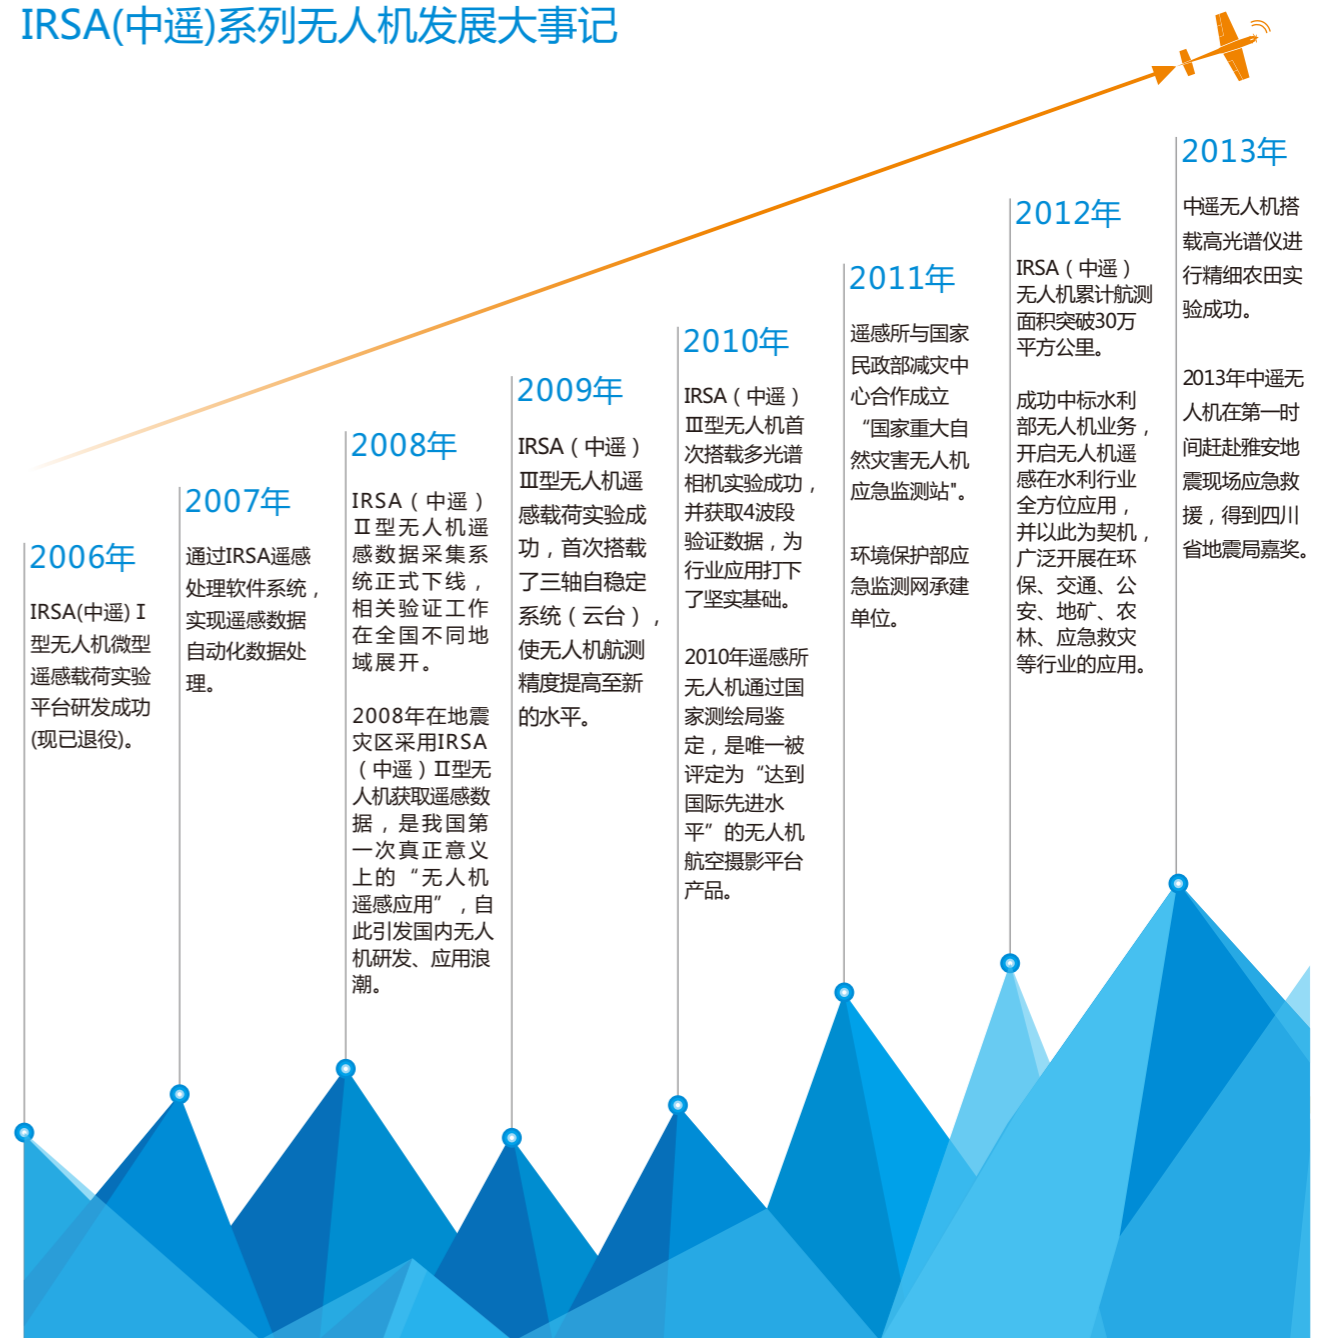 IRSA(中遥)系列无人机发展大事记
2006年
IRSA(中遥) Ⅰ
型无人机微型
遥感载荷实验
平台研发成功
(现已退役)。
2007年
通过IRSA遥感
处理软件系统，
实现遥感数据
自动化数据处
理。
2008年
IRSA（中遥）
Ⅱ型无人机遥
感数据采集系
统正式下线，
相关验证工作
在全国不同地
域展开。
2008年在地震
灾区采用IRSA
（中遥）Ⅱ型无
人机获取遥感数
据，是我国第
一次真正意义
上的“无人机
遥感应用”，自
此引发国内无人
机研发、应用浪
潮。
2009年
IRSA（中遥）
Ⅲ型无人机遥
感载荷实验成
功，首次搭载
了三轴自稳定
系统（云台），
使无人机航测
精度提高至新
的水平。
2010年
IRSA（中遥）
Ⅲ型无人机首
次搭载多光谱
相机实验成功，
并获取4波段
验证数据，为
行业应用打下
了坚实基础。
2010年遥感所
无人机通过国
家测绘局鉴
定，是唯一被
评定为“达到
国际先进水
平”的无人机
航空摄影平台
产品。
2011年
遥感所与国家
民政部减灾中
心合作成立
“国家重大自
然灾害无人机
应急监测站"。
环境保护部应
急监测网承建
单位。
2012年
IRSA（中遥）
无人机累计航测
面积突破30万
平方公里。
成功中标水利
部无人机业务，
开启无人机遥
感在水利行业
全方位应用，
并以此为契机，
广泛开展在环
保、交通、公
安、地矿、农
林、应急救灾
等行业的应用。
2013年
中遥无人机搭
载高光谱仪进
行精细农田实
验成功。
2013年中遥无
人机在第一时
间赶赴雅安地
震现场应急救
援，得到四川
省地震局嘉奖。